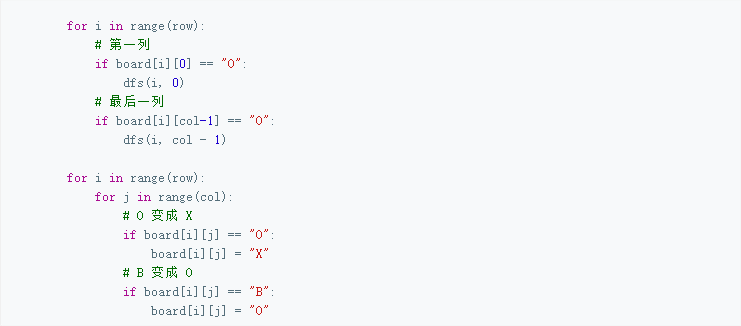 for i in range(row):
    # 第一列
    if board[i][0] == "O":
        dfs(i, 0)
    # 最后一列
    if board[i][col-1] == "O":
        dfs(i, col - 1)

for i in range(row):
    for j in range(col):
        # O 变成 X
        if board[i][j] == "O":
            board[i][j] = "X"
        # B 变成 O
        if board[i][j] == "B":
            board[i][j] = "O"